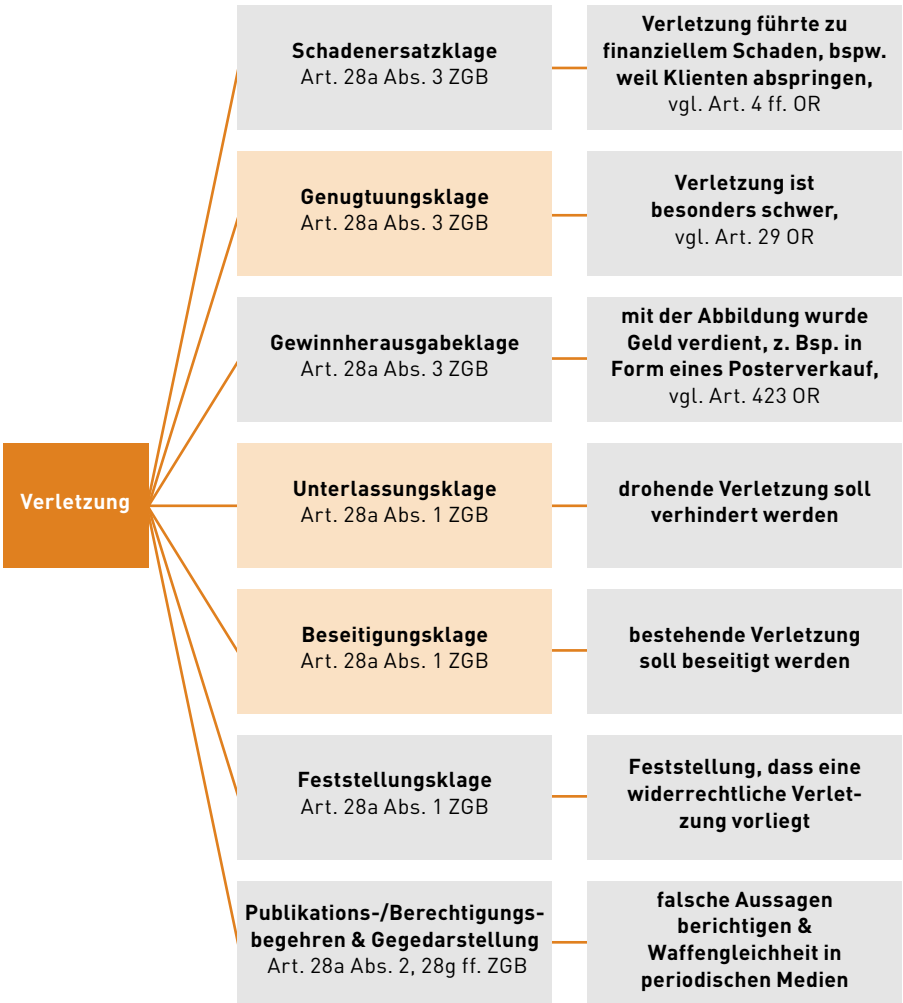 Verletzung
Schadenersatzklage
Art. 28a Abs. 3 ZGB
Verletzung führte zu
finanziellem Schaden, bspw.
weil Klienten abspringen,
vgl. Art. 4 ff. OR
Genugtuungsklage
Art. 28a Abs. 3 ZGB
Verletzung ist
besonders schwer,
vgl. Art. 29 OR
Gewinnherausgabeklage
Art. 28a Abs. 3 ZGB
mit der Abbildung wurde
Geld verdient, z. Bsp. in
Form eines Posterverkauf,
vgl. Art. 423 OR
Unterlassungsklage
Art. 28a Abs. 1 ZGB
drohende Verletzung soll
verhindert werden
Beseitigungsklage
Art. 28a Abs. 1 ZGB
bestehende Verletzung
soll beseitigt werden
Feststellungsklage
Art. 28a Abs. 1 ZGB
Feststellung, dass eine
widerrechtliche Verlet-
zung vorliegt
Publikations-/Berechtigungs-
begehren & Gegedarstellung
Art. 28a Abs. 2, 28g ff. ZGB
falsche Aussagen
berichtigen &
Waffengleichheit in
periodischen Medien